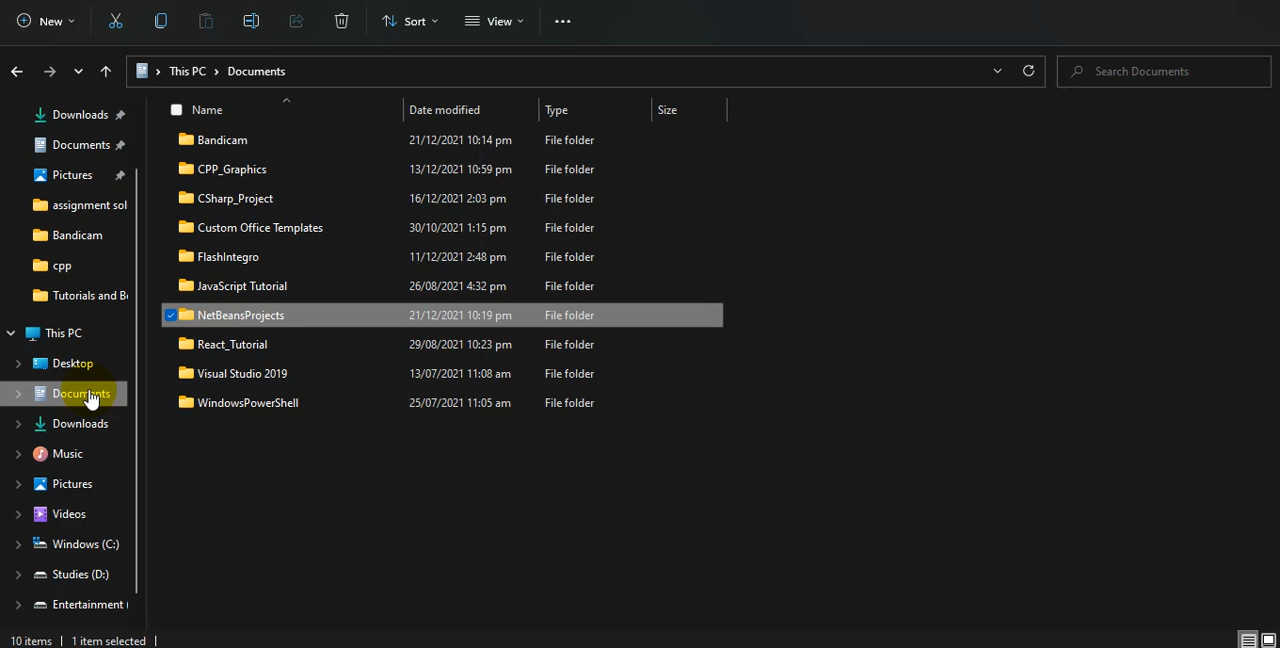 New
Sort
View
This PC > Documents
Search Documents
Downloads
Documents
Pictures
assignment sol
Bandicam
cpp
Tutorials and B
This PC
Desktop
Documents
Downloads
Music
Pictures
Videos
Windows (C:)
Studies (D:)
Entertainment (
Name Date modified Type Size
Bandicam 21/12/2021 10:14 pm File folder
CPP_Graphics 13/12/2021 10:59 pm File folder
CSharp_Project 16/12/2021 2:03 pm File folder
Custom Office Templates 30/10/2021 1:15 pm File folder
FlashIntegro 11/12/2021 2:48 pm File folder
JavaScript Tutorial 26/08/2021 4:32 pm File folder
NetBeansProjects 21/12/2021 10:19 pm File folder
React_Tutorial 29/08/2021 10:23 pm File folder
Visual Studio 2019 13/07/2021 11:08 am File folder
WindowsPowerShell 25/07/2021 11:05 am File folder
10 items | 1 item selected |